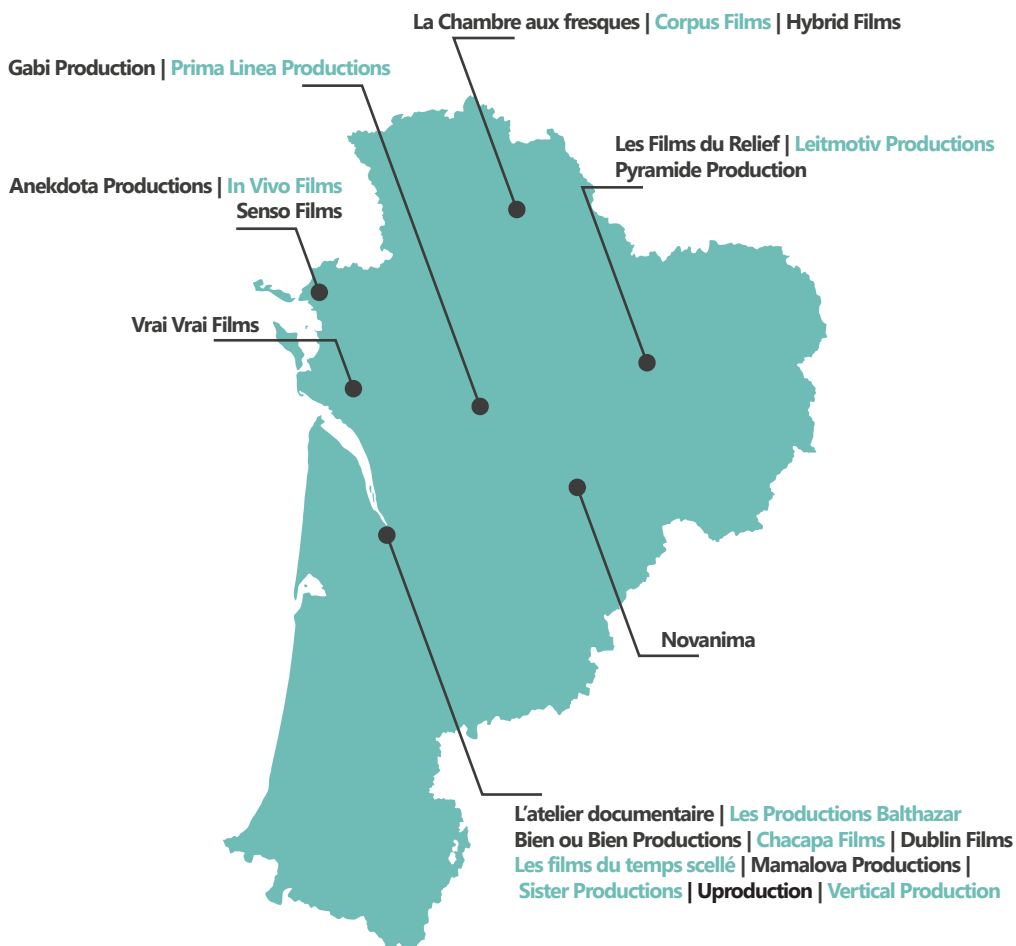 La Chambre aux fresques | Corpus Films | Hybrid Films
Gabi Production | Prima Linea Productions
Les Films du Relief | Leitmotiv Productions
Pyramide Production
Anekdota Productions | In Vivo Films
Senso Films
Vrai Vrai Films
Novanima
L'atelier documentaire | Les Productions Balthazar
Bien ou Bien Productions | Chacapa Films | Dublin Films
Les films du temps scellé | Mamalova Productions |
Sister Productions | Uproduction | Vertical Production